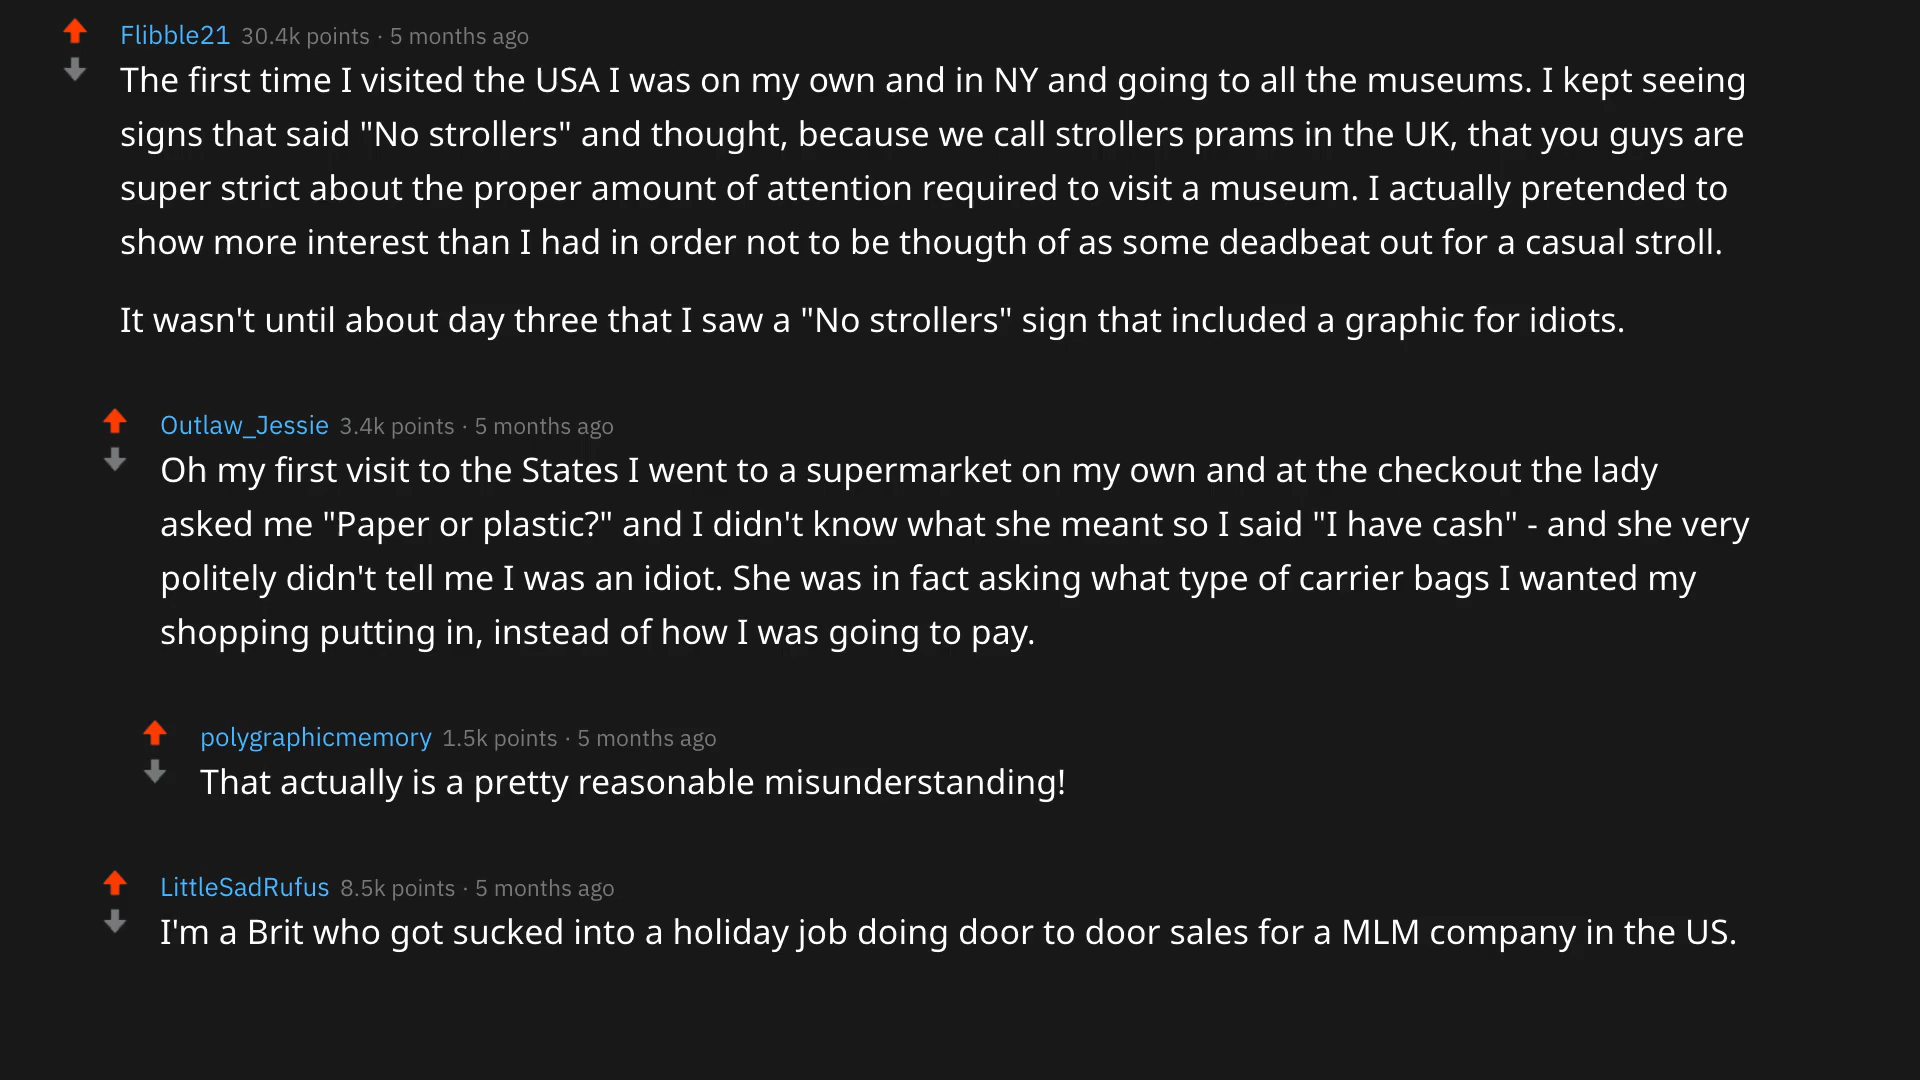 Flibble21 30.4k points · 5 months ago
The first time I visited the USA I was on my own and in NY and going to all the museums. I kept seeing
signs that said "No strollers" and thought, because we call strollers prams in the UK, that you guys are
super strict about the proper amount of attention required to visit a museum. I actually pretended to
show more interest than I had in order not to be thougth of as some deadbeat out for a casual stroll.
It wasn't until about day three that I saw a "No strollers" sign that included a graphic for idiots.
Outlaw_Jessie 3.4k points · 5 months ago
Oh my first visit to the States I went to a supermarket on my own and at the checkout the lady
asked me "Paper or plastic?" and I didn't know what she meant so I said "I have cash" - and she very
politely didn't tell me I was an idiot. She was in fact asking what type of carrier bags I wanted my
shopping putting in, instead of how I was going to pay.
polygraphicmemory 1.5k points · 5 months ago
That actually is a pretty reasonable misunderstanding!
LittleSadRufus 8.5k points · 5 months ago
I'm a Brit who got sucked into a holiday job doing door to door sales for a MLM company in the US.